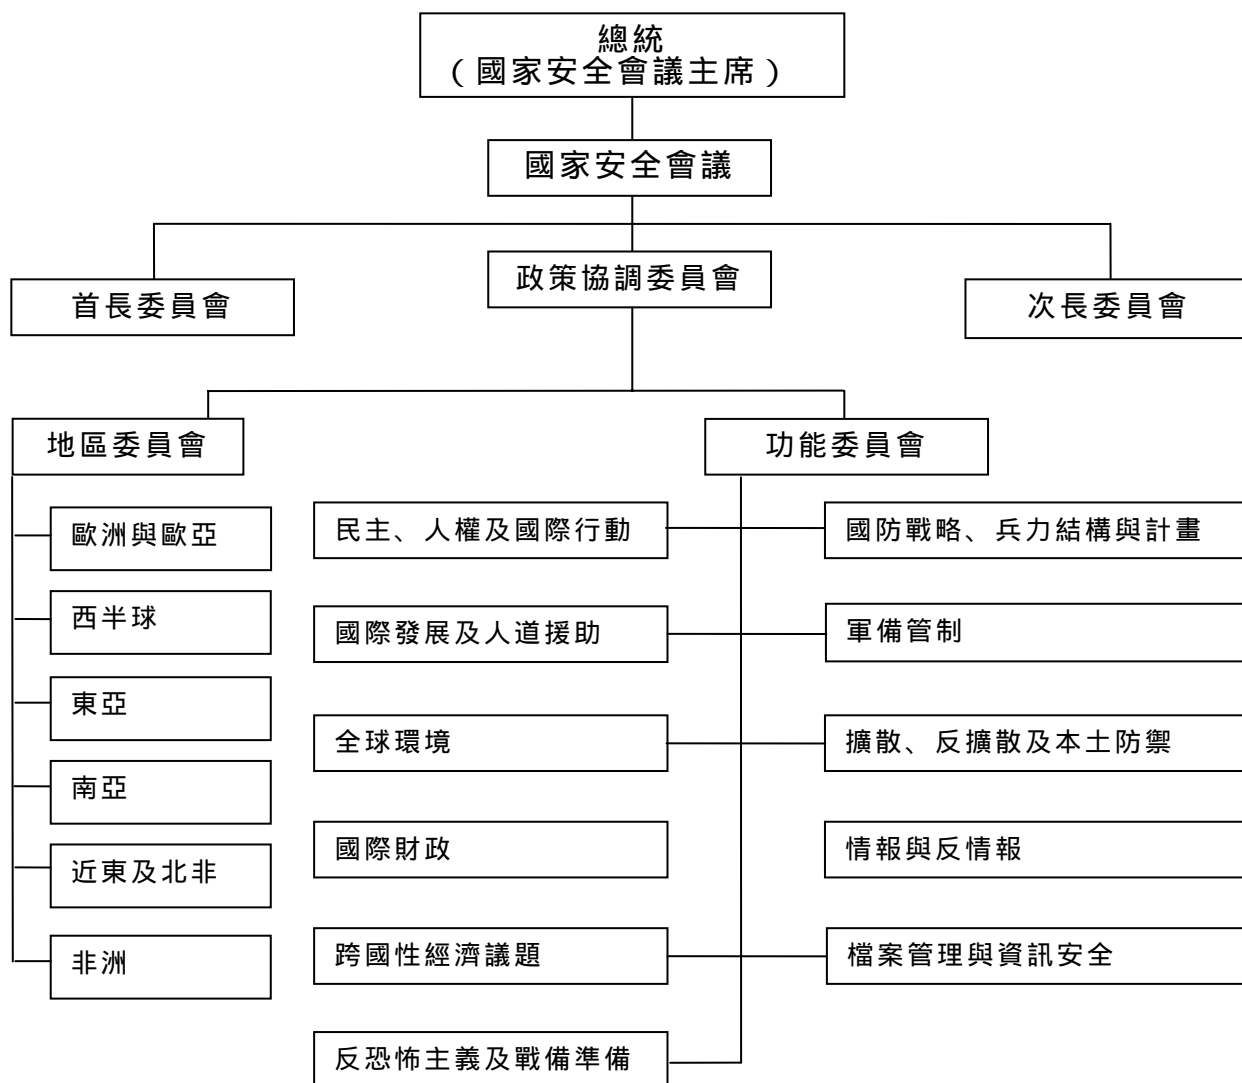 總統
(國家安全會議主席)
國家安全會議
首長委員會
政策協調委員會
次長委員會
地區委員會
功能委員會
歐洲與歐亞
西半球
東亞
南亞
近東及北非
非洲
民主、人權及國際行動
國防戰略、兵力結構與計畫
國際發展及人道援助
軍備管制
全球環境
擴散、反擴散及本土防禦
國際財政
情報與反情報
跨國性經濟議題
檔案管理與資訊安全
反恐怖主義及戰備準備